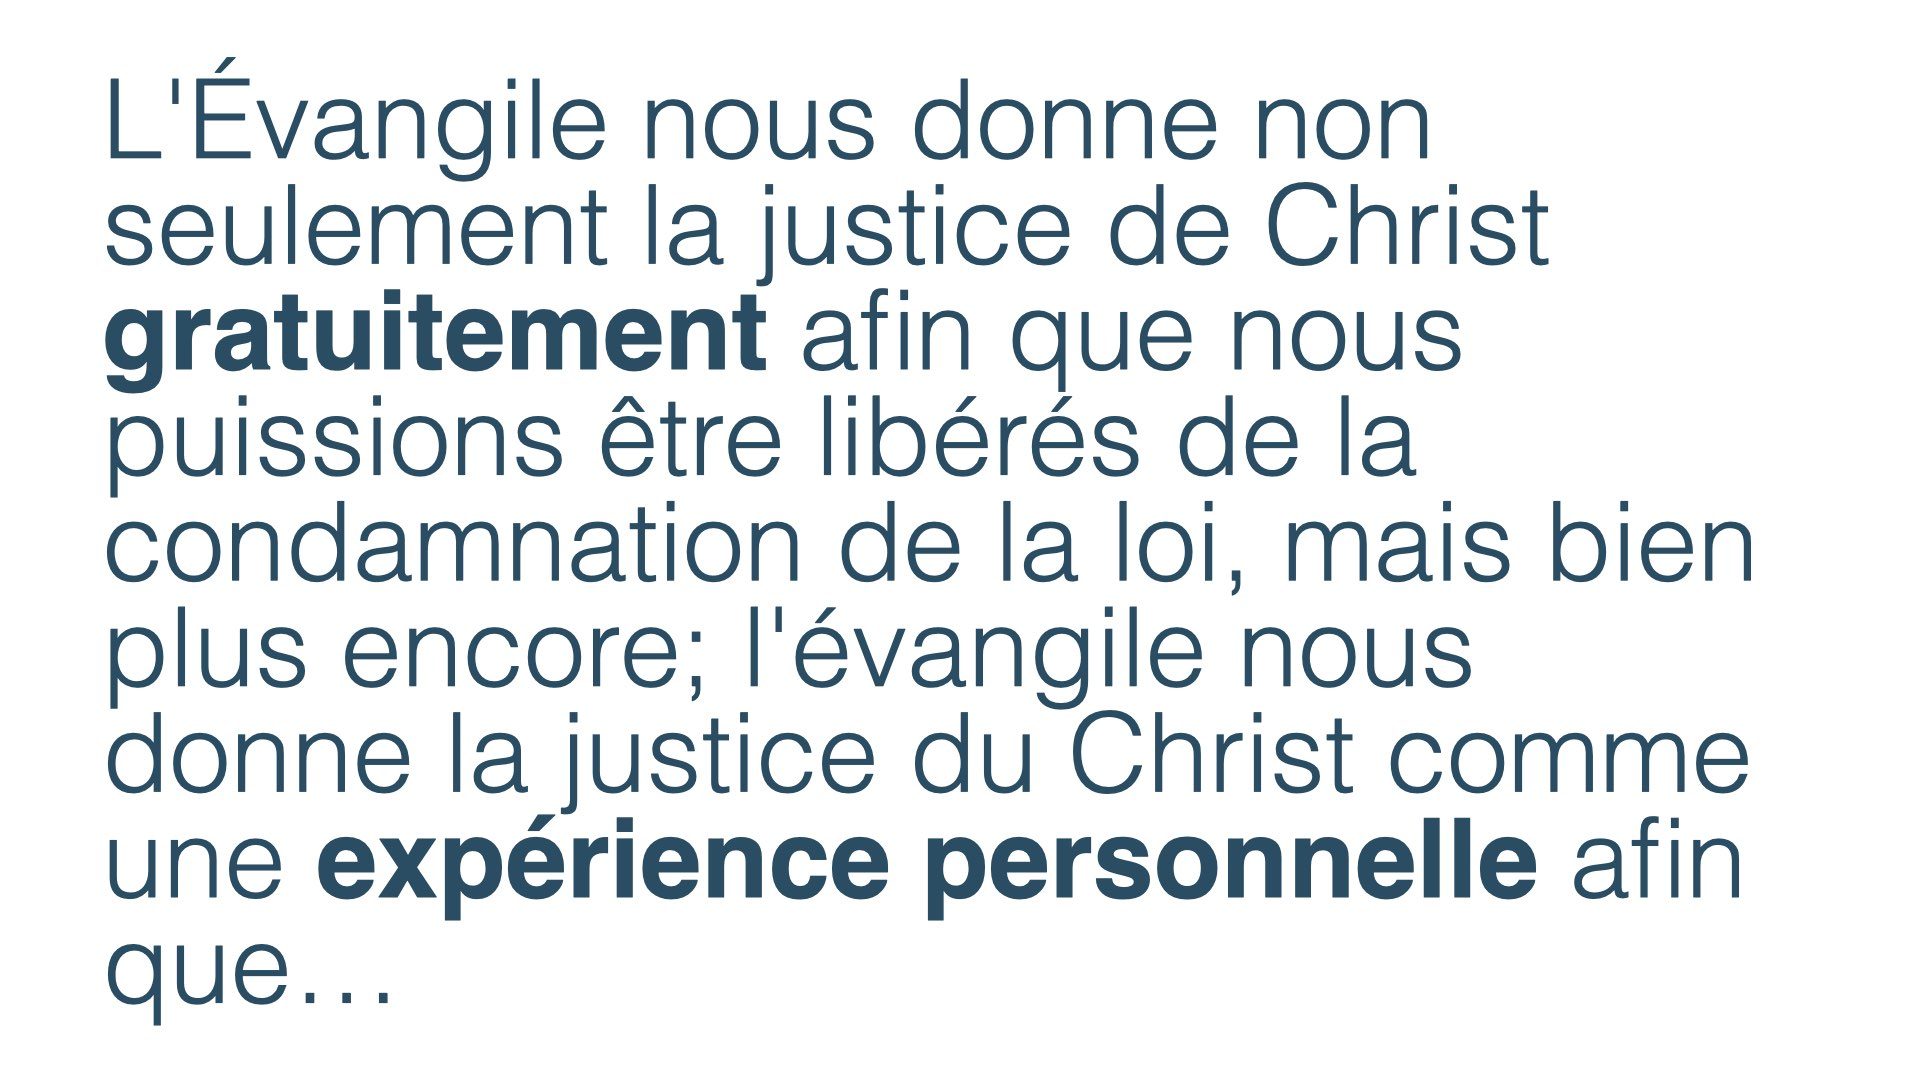 L'Évangile nous donne non
seulement la justice de Christ
gratuitement afin que nous
puissions être libérés de la
condamnation de la loi, mais bien
plus encore; l'évangile nous
donne la justice du Christ comme
une expérience personnelle afin
que…